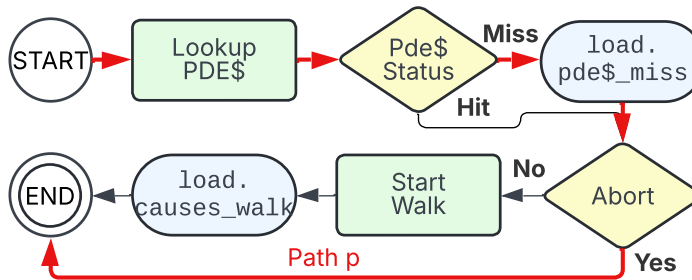 START
Lookup
PDE$
Pde$
Status
Miss
load.
pde$_miss
Hit
END
load.
causes_walk
Start
Walk
No
Abort
Path p
Yes